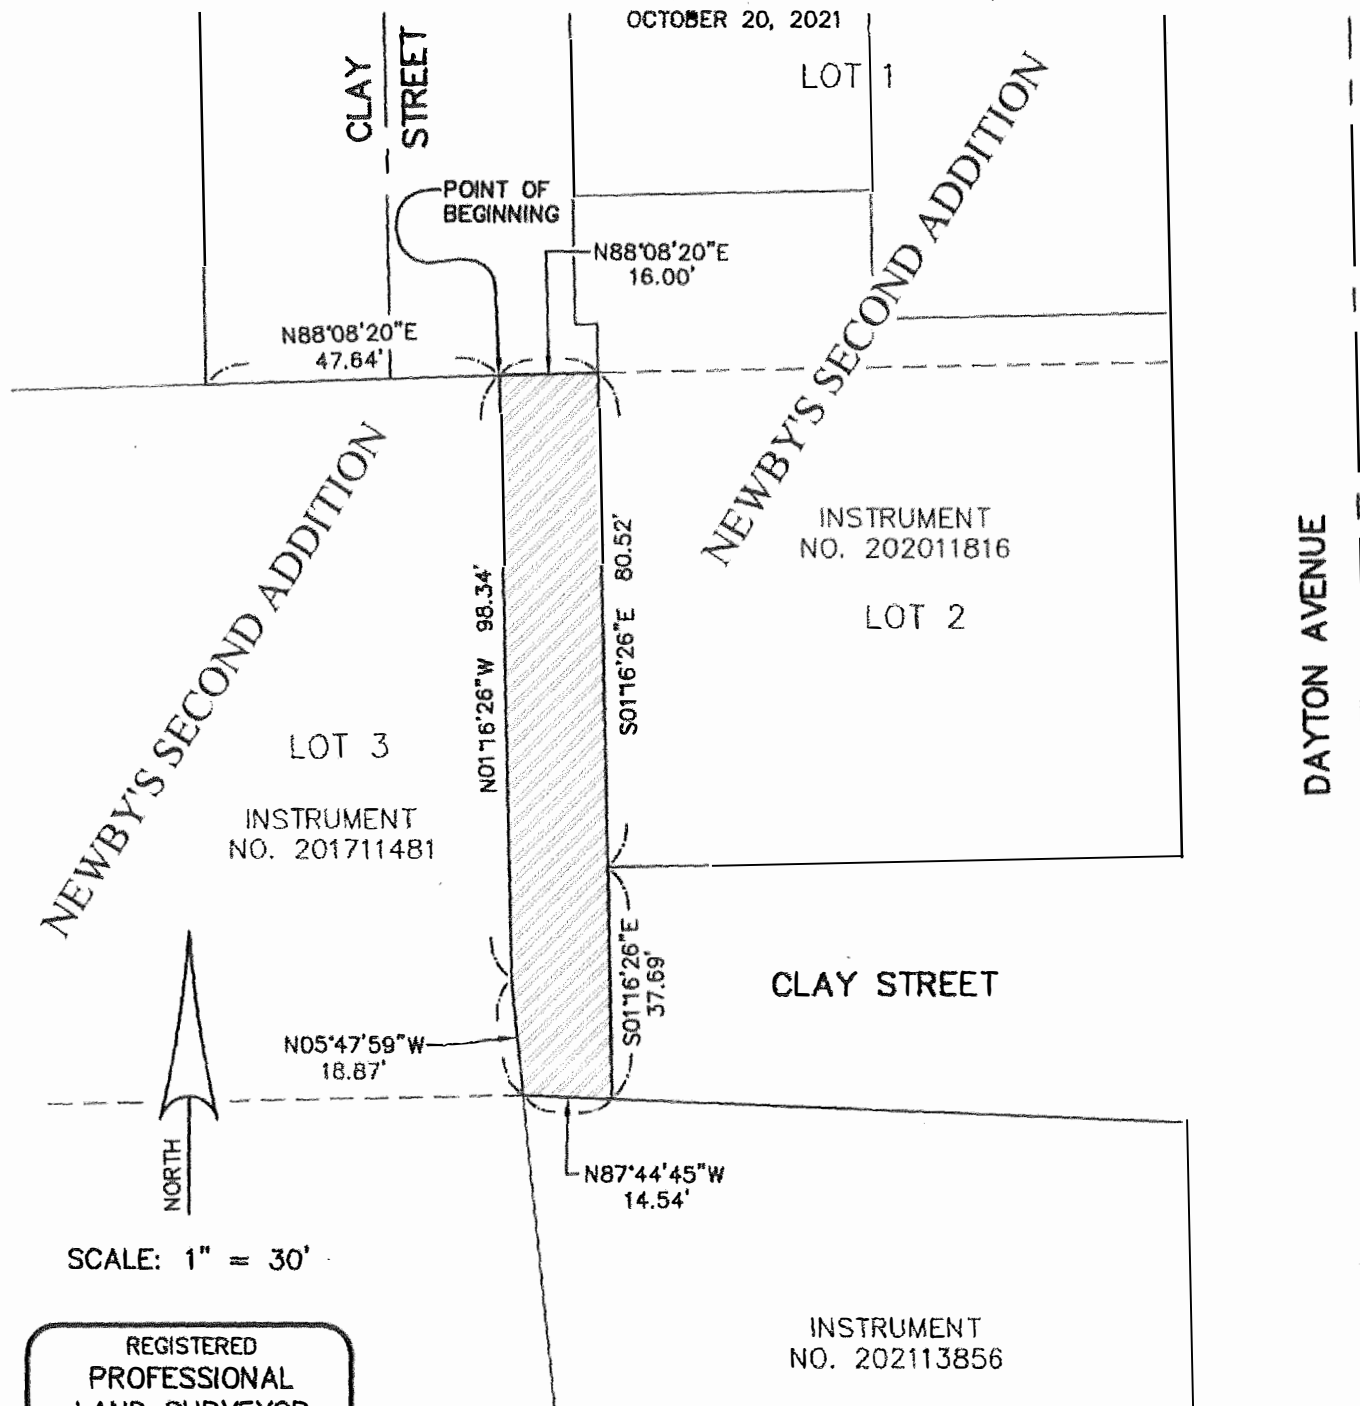 OCTOBER 20, 2021
CLAY
STREET
LOT 1
NEWBY'S SECOND ADDITION
POINT OF
BEGINNING
N88°08'20"E
16.00'
N88°08'20"E
47.64'
NEWBY'S SECOND ADDITION
INSTRUMENT
NO. 202011816
LOT 2
DAYTON AVENUE
N01°16'26"W 98.34'
S01°16'26"E 80.52'
LOT 3
INSTRUMENT
NO. 201711481
S01°16'26"E
37.69'
CLAY STREET
N05°47'59"W
18.87'
NORTH
N87°44'45"W
14.54'
SCALE: 1" = 30'
INSTRUMENT
NO. 202113856
REGISTERED
PROFESSIONAL
LAND SURVEYOR